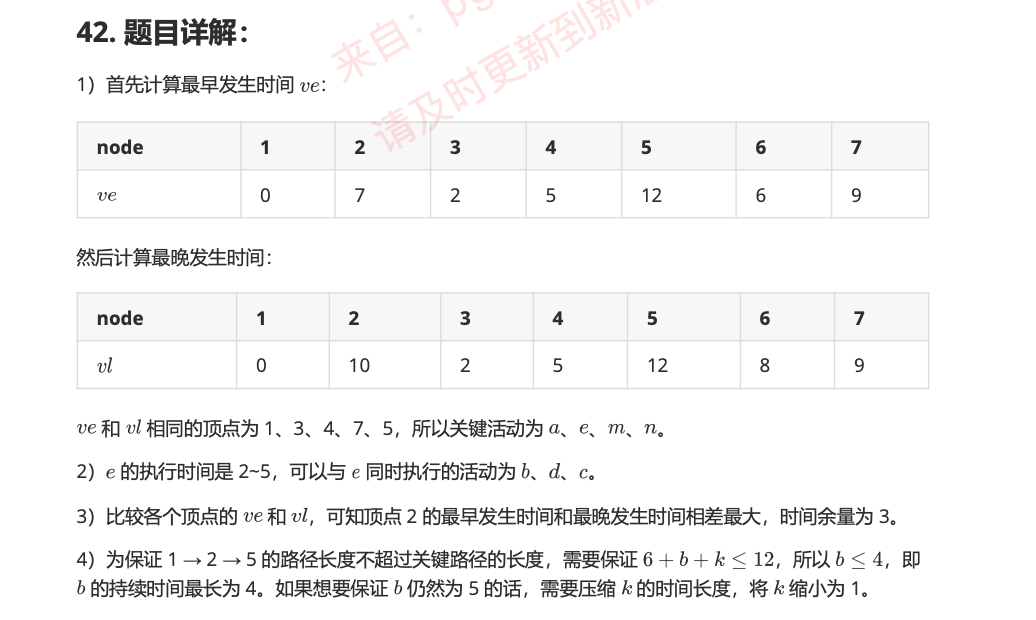 42. 题目详解：
来自：pg
请及时更新到新
1）首先计算最早发生时间 ve：
node 1 2 3 4 5 6 7
ve 0 7 2 5 12 6 9
然后计算最晚发生时间：
node 1 2 3 4 5 6 7
vl 0 10 2 5 12 8 9
ve 和 vl 相同的顶点为 1、3、4、7、5，所以关键活动为 a、e、m、n。
2）e 的执行时间是 2~5，可以与 e 同时执行的活动为 b、d、c。
3）比较各个顶点的 ve 和 vl，可知顶点 2 的最早发生时间和最晚发生时间相差最大，时间余量为 3。
4）为保证 1 → 2 → 5 的路径长度不超过关键路径的长度，需要保证 6 + b + k ≤ 12，所以 b ≤ 4，即
b 的持续时间最长为 4。如果想要保证 b 仍然为 5 的话，需要压缩 k 的时间长度，将 k 缩小为 1。